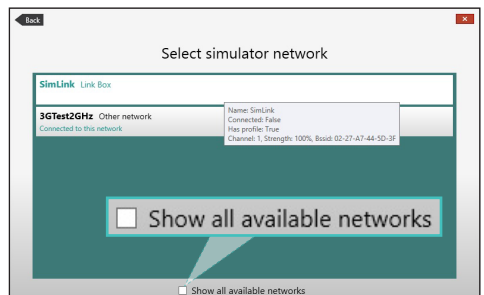 Back
Select simulator network
SimLink Link Box
3GTest2GHz Other network
Connected to this network
Name: SimLink
Connected: False
Has profile: True
Channel: 1, Strength: 100%, Bssid: 02-27-A7-44-5D-3F
Show all available networks
Show all available networks